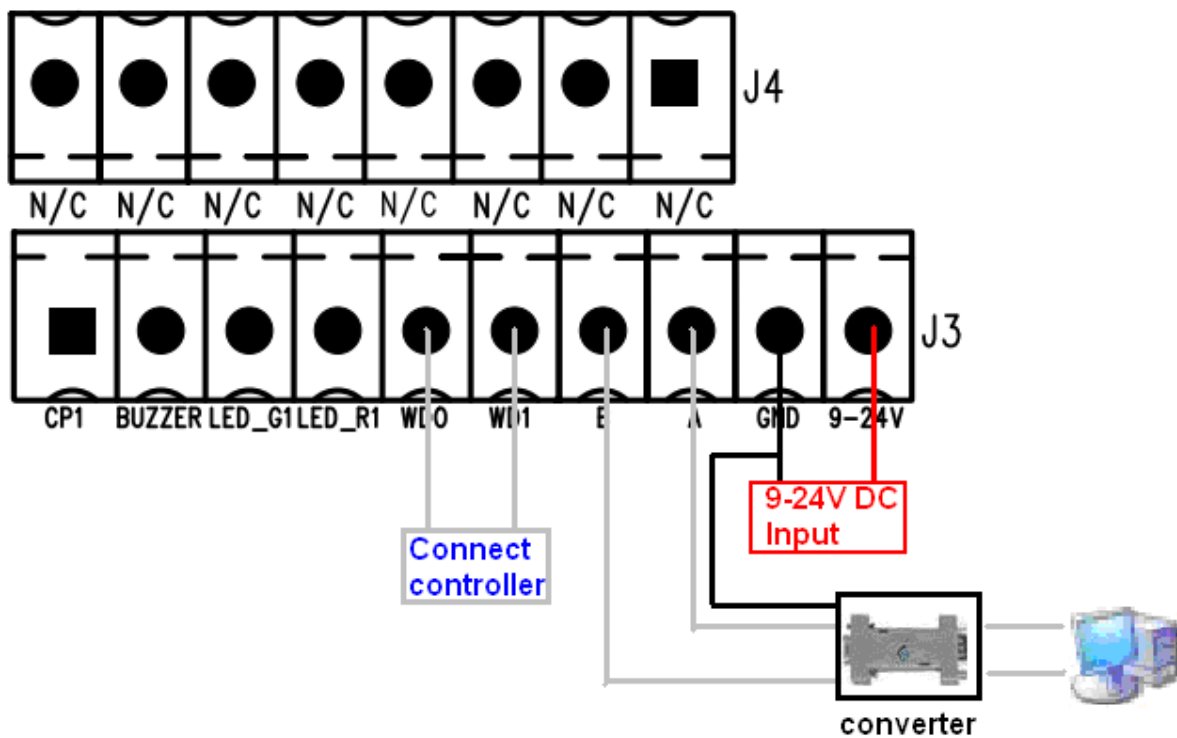 J4
N/C N/C N/C N/C N/C N/C N/C N/C
J3
CP1 BUZZER LED_G1 LED_R1 WD0 WD1 B A GND 9-24V
9-24V DC
Input
Connect
controller
converter